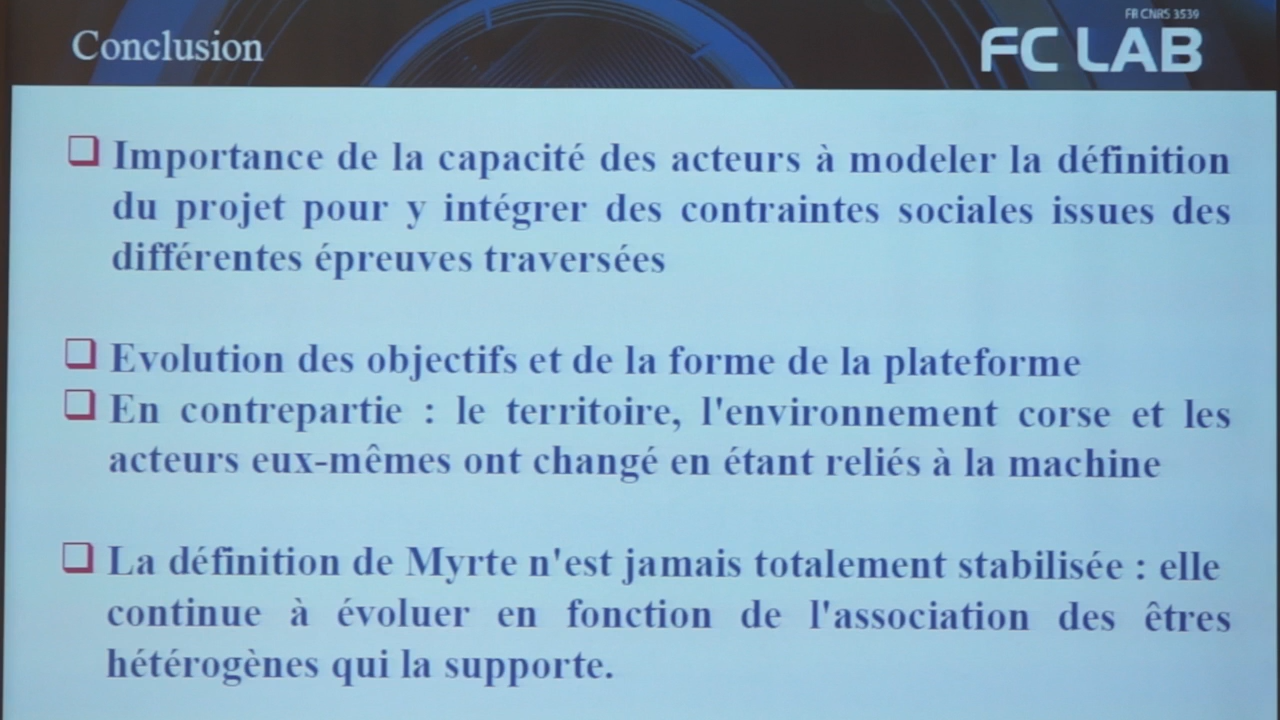 Conclusion
FR CNRS 3539
FC LAB
Importance de la capacité des acteurs à modeler la définition
du projet pour y intégrer des contraintes sociales issues des
différentes épreuves traversées
Evolution des objectifs et de la forme de la plateforme
En contrepartie : le territoire, l'environnement corse et les
acteurs eux-mêmes ont changé en étant reliés à la machine
La définition de Myrte n'est jamais totalement stabilisée : elle
continue à évoluer en fonction de l'association des êtres
hétérogènes qui la supporte.